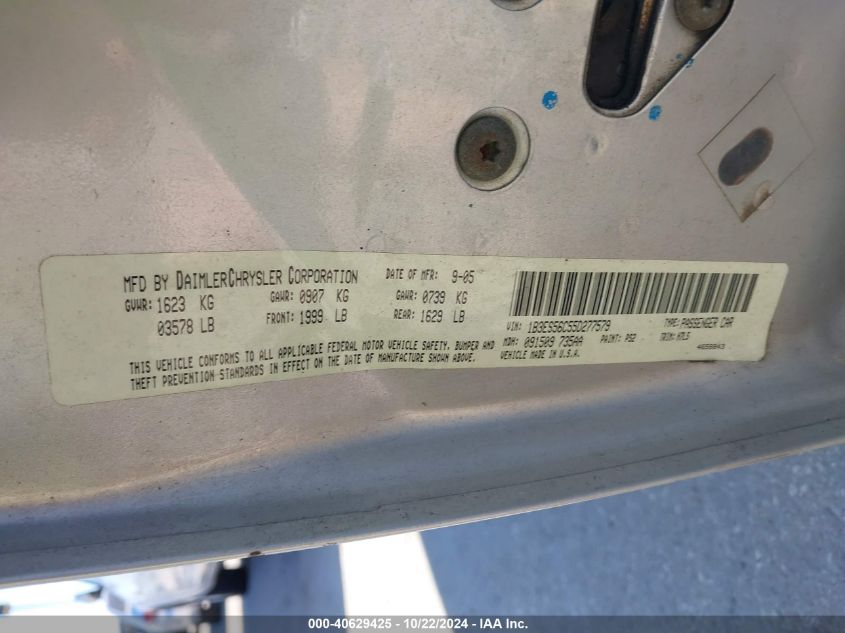 MFD BY DAIMLERCHRYSLER CORPORATION DATE OF MFR: 9-05
GVWR: 1623 KG GAWR: 0907 KG GAWR: 0739 KG
03578 LB FRONT: 1999 LB REAR: 1629 LB
VIN: 1B3ES56C55D277579 TYPE: PASSENGER CAR
MDH: 091509 735AA PAINT: PS2 TRIM: H7LS
THIS VEHICLE CONFORMS TO ALL APPLICABLE FEDERAL MOTOR VEHICLE SAFETY, BUMPER AND
THEFT PREVENTION STANDARDS IN EFFECT ON THE DATE OF MANUFACTURE SHOWN ABOVE.
VEHICLE MADE IN U.S.A. 4658843
000-40629425 - 10/22/2024 - IAA Inc.